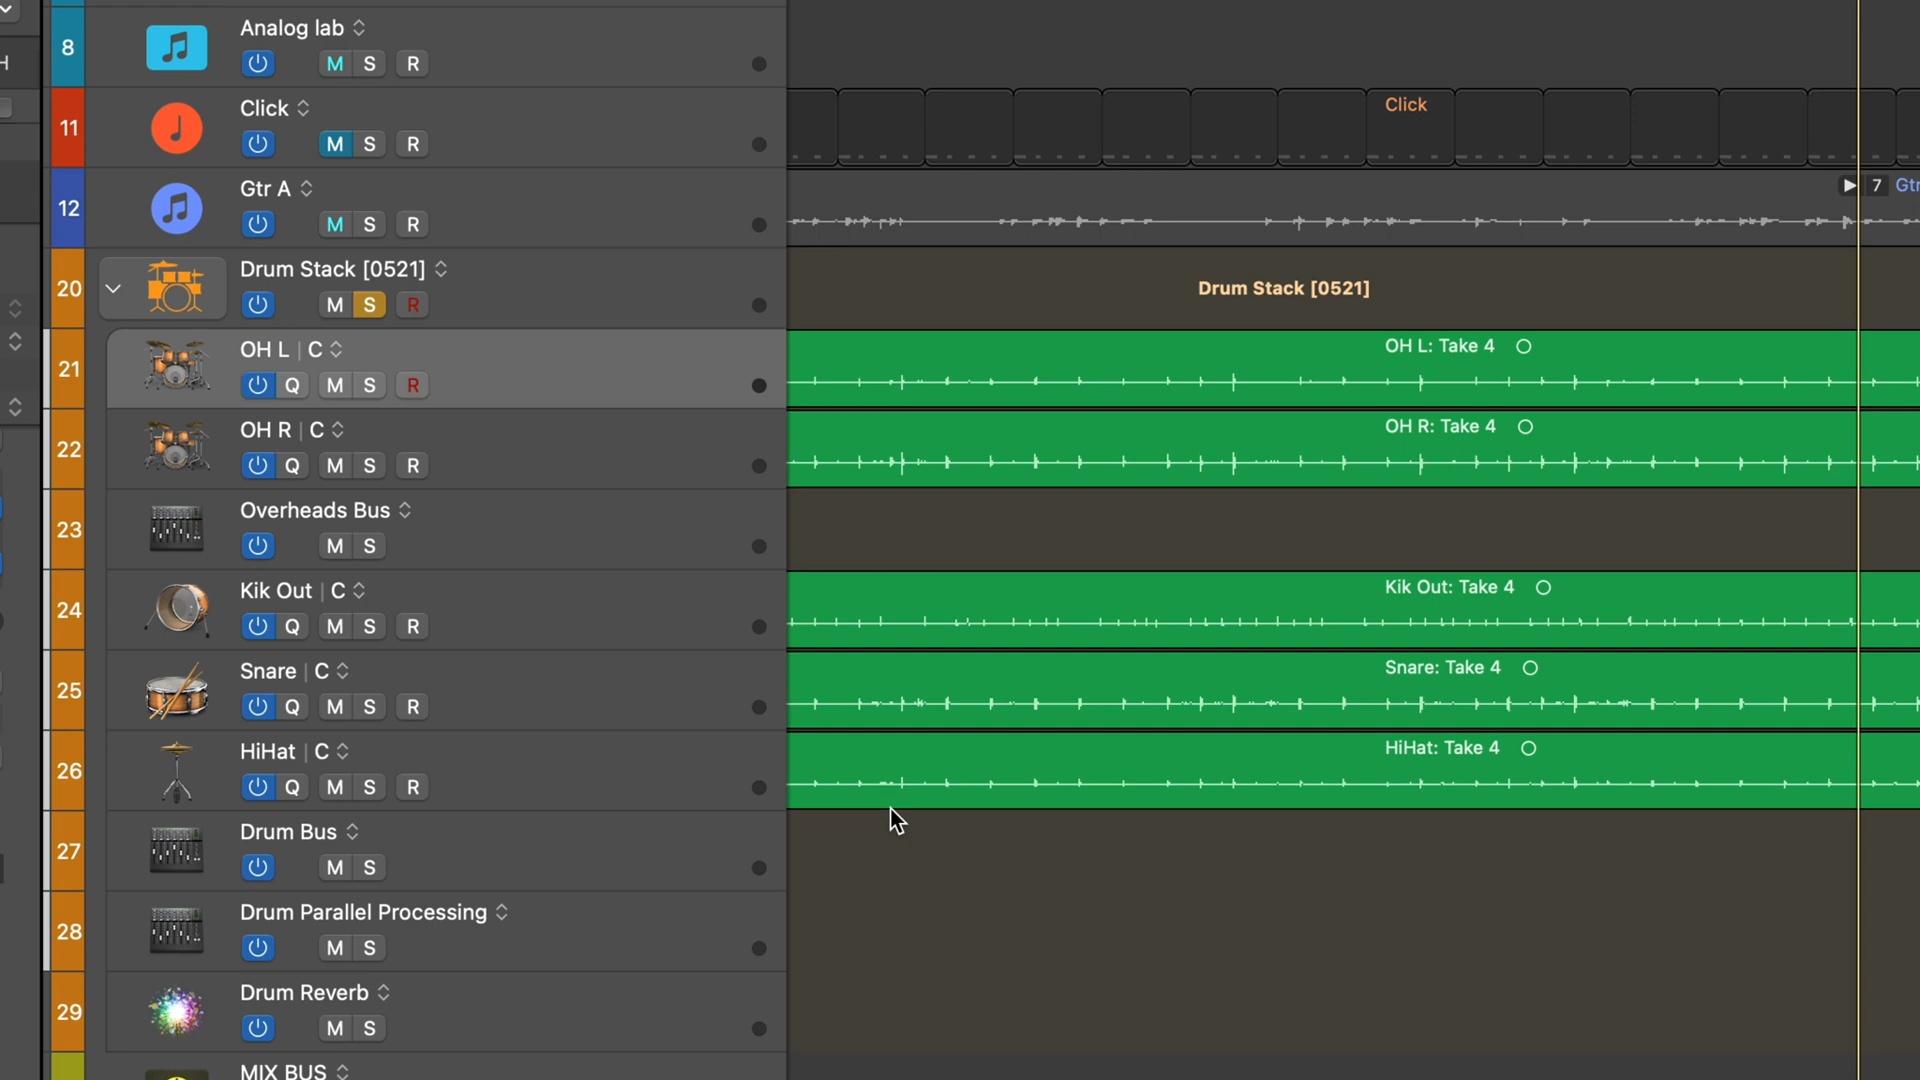 8
Analog lab
M S R
H
11
Click
M S R
Click
12
Gtr A
M S R
7 Gtr
20
Drum Stack [0521]
M S R
Drum Stack [0521]
21
OH L | C
Q M S R
OH L: Take 4
22
OH R | C
Q M S R
OH R: Take 4
23
Overheads Bus
M S
24
Kik Out | C
Q M S R
Kik Out: Take 4
25
Snare | C
Q M S R
Snare: Take 4
26
HiHat | C
Q M S R
HiHat: Take 4
27
Drum Bus
M S
28
Drum Parallel Processing
M S
29
Drum Reverb
M S
MIX BUS